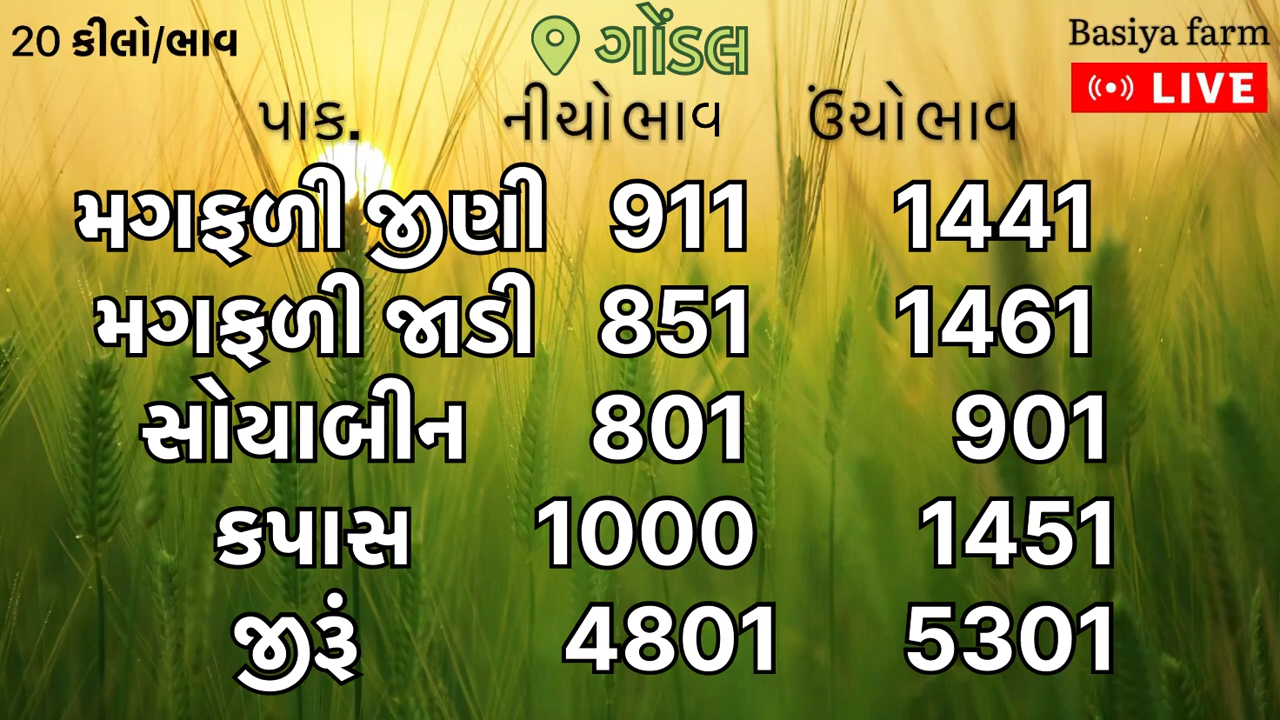 20 કીલો/ભાવ
ગોંડલ
Basiya farm
LIVE
પાક. નીચો ભાવ ઉંચો ભાવ
મગફળી જીણી 911 1441
મગફળી જાડી 851 1461
સોયાબીન 801 901
કપાસ 1000 1451
જીરૂં 4801 5301